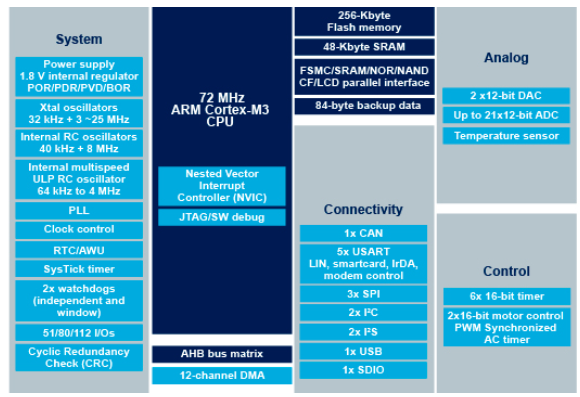 System
Power supply
1.8 V internal regulator
POR/PDR/PVD/BOR
Xtal oscillators
32 kHz + 3 ~25 MHz
Internal RC oscillators
40 kHz + 8 MHz
Internal multispeed
ULP RC oscillator
64 kHz to 4 MHz
PLL
Clock control
RTC/AWU
SysTick timer
2x watchdogs
(independent and
window)
51/80/112 I/Os
Cyclic Redundancy
Check (CRC)
72 MHz
ARM Cortex-M3
CPU
Nested Vector
Interrupt
Controller (NVIC)
JTAG/SW debug
AHB bus matrix
12-channel DMA
256-Kbyte
Flash memory
48-Kbyte SRAM
FSMC/SRAM/NOR/NAND
CF/LCD parallel interface
84-byte backup data
Connectivity
1x CAN
5x USART
LIN, smartcard, IrDA,
modem control
3x SPI
2x I²C
2x I²S
1x USB
1x SDIO
Analog
2 x12-bit DAC
Up to 21x12-bit ADC
Temperature sensor
Control
6x 16-bit timer
2x16-bit motor control
PWM Synchronized
AC timer